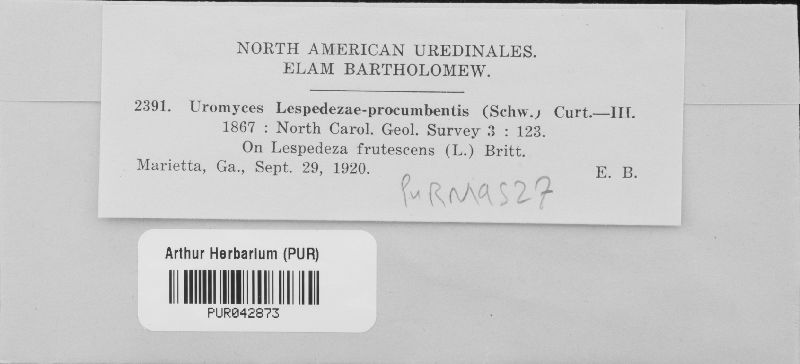 NORTH AMERICAN UREDINALES.
ELAM BARTHOLOMEW.
2391. Uromyces Lespedezae-procumbentis (Schw.) Curt.—III.
1867 : North Carol. Geol. Survey 3 : 123.
On Lespedeza frutescens (L.) Britt.
Marietta, Ga., Sept. 29, 1920. E. B.
Arthur Herbarium (PUR)
PUR042873